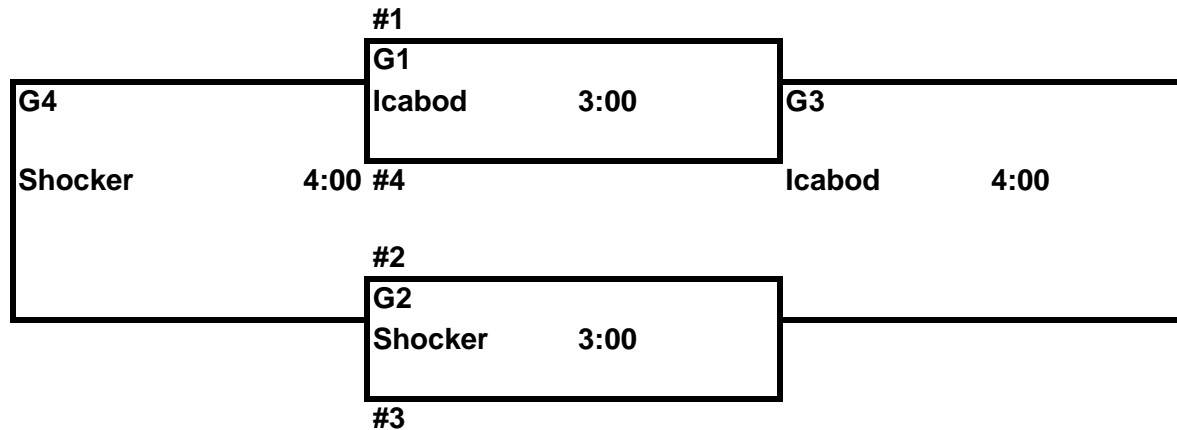 #1
G1
G4
Icabod 3:00
G3
Shocker 4:00 #4
Icabod 4:00
#2
G2
Shocker 3:00
#3